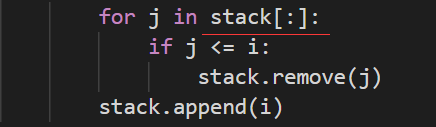 for j in stack[:]:
if j <= i:
stack.remove(j)
stack.append(i)